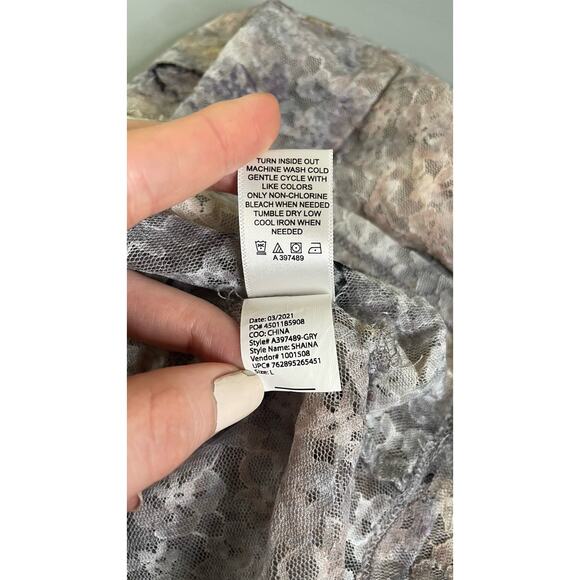 TURN INSIDE OUT
MACHINE WASH COLD
GENTLE CYCLE WITH
LIKE COLORS
ONLY NON-CHLORINE
BLEACH WHEN NEEDED
TUMBLE DRY LOW
COOL IRON WHEN
NEEDED
A 397489
Date: 03/2021
PO# 4501185908
COO: CHINA
Style# A397489-GRY
Style Name: SHAINA
Vendor# 1001508
UPC# 762895265451
Size: L